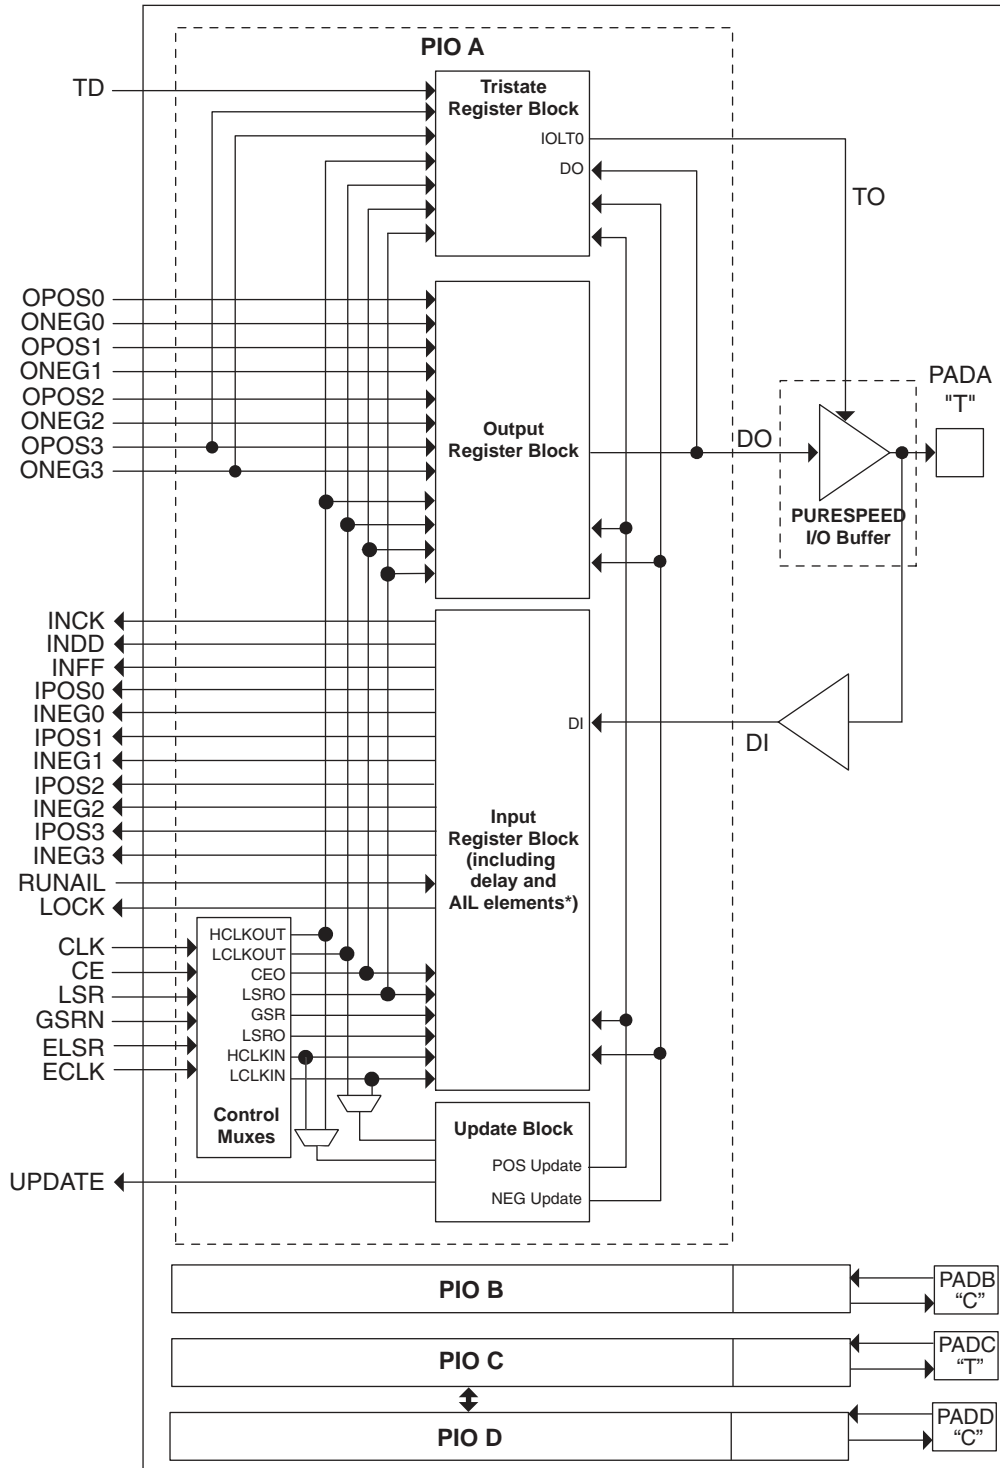 PIO A
TD
Tristate
Register Block
IOLT0
DO
TO
OPOS0
ONEG0
OPOS1
ONEG1
OPOS2
ONEG2
OPOS3
ONEG3
Output
Register Block
DO
PADA
"T"
PURESPEED
I/O Buffer
INCK
INDD
INFF
IPOS0
INEG0
IPOS1
INEG1
IPOS2
INEG2
IPOS3
INEG3
RUNAIL
LOCK
DI
DI
Input
Register Block
(including
delay and
AIL elements*)
CLK
CE
LSR
GSRN
ELSR
ECLK
HCLKOUT
LCLKOUT
CEO
LSRO
GSR
LSRO
HCLKIN
LCLKIN
Control
Muxes
Update Block
POS Update
NEG Update
UPDATE
PIO B
PADB
“C”
PIO C
PADC
“T”
PIO D
PADD
“C”